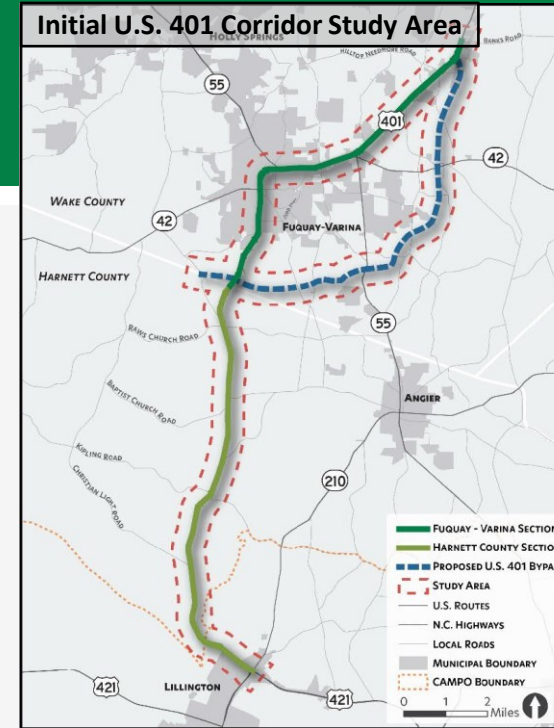 Initial U.S. 401 Corridor Study Area
HOLLY SPRINGS
HILLTOP NEEDMORE ROAD
BANKS ROAD
55
401
42
WAKE COUNTY
42
FUQUAY-VARINA
HARNETT COUNTY
55
RAWS CHURCH ROAD
ANGIER
BAPTIST CHURCH ROAD
KIPLING ROAD
CHRISTIAN LIGHT ROAD
210
FUQUAY - VARINA SECTION
HARNETT COUNTY SECTIO
PROPOSED U.S. 401 BYPA
STUDY AREA
U.S. ROUTES
N.C. HIGHWAYS
LOCAL ROADS
MUNICIPAL BOUNDARY
CAMPO BOUNDARY
421
LILLINGTON
421
0 1 2
Miles